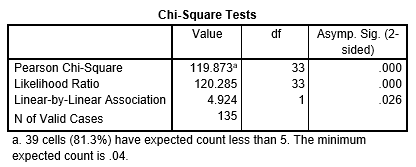 Chi-Square Tests
Value df Asymp. Sig. (2-
sided)
Pearson Chi-Square 119.873a 33 .000
Likelihood Ratio 120.285 33 .000
Linear-by-Linear Association 4.924 1 .026
N of Valid Cases 135
a. 39 cells (81.3%) have expected count less than 5. The minimum
expected count is .04.